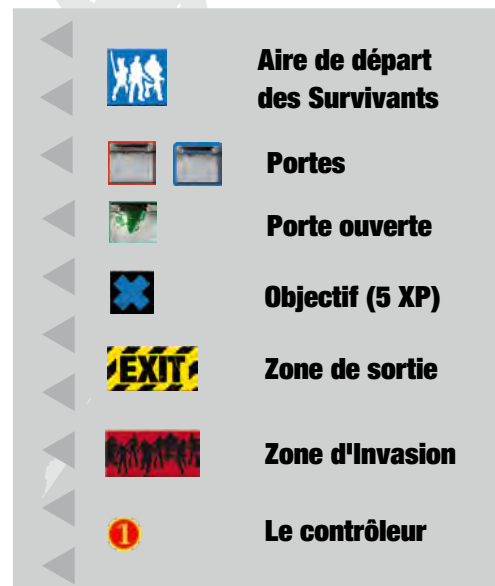 Aire de départ
des Survivants
Portes
Porte ouverte
Objectif (5 XP)
EXIT
Zone de sortie
Zone d'Invasion
1
Le contrôleur